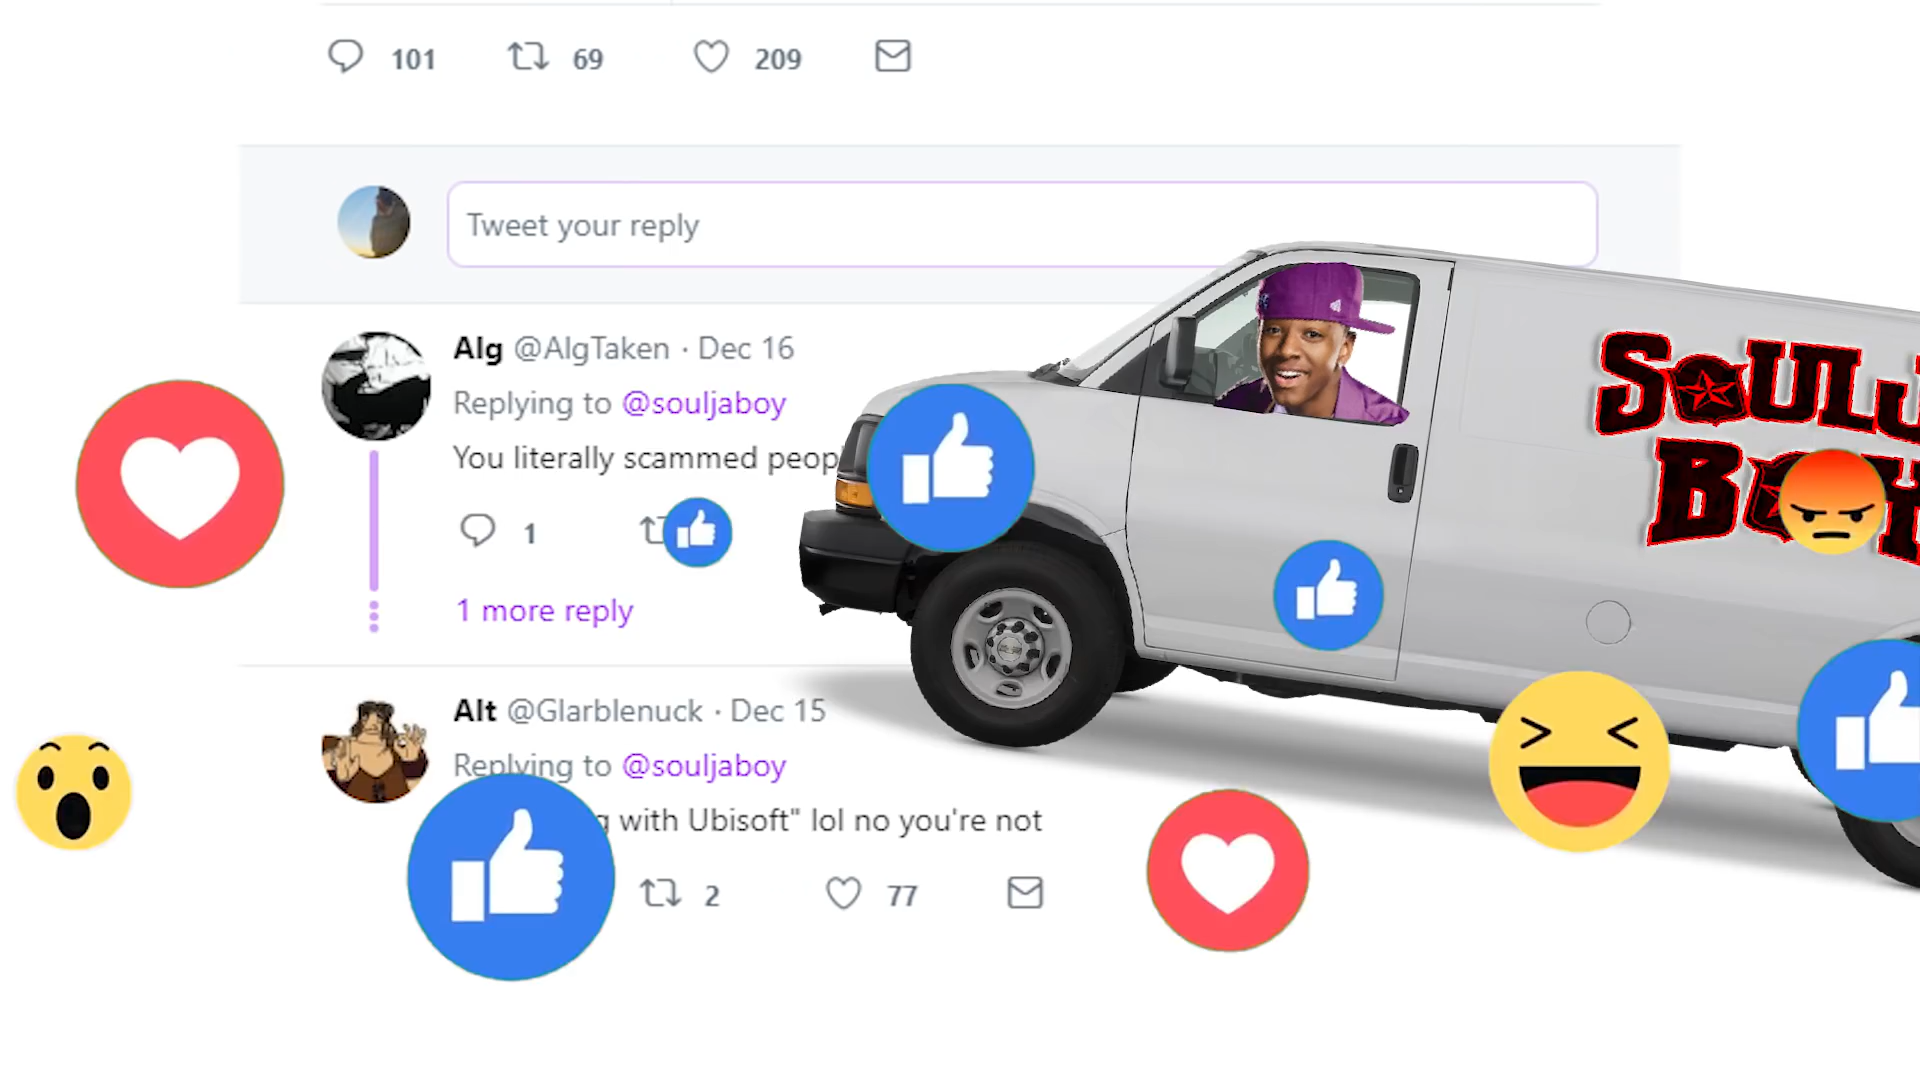 101 69 209
Tweet your reply
Alg @AlgTaken · Dec 16
Replying to @souljaboy
You literally scammed
1
1 more reply
Alt @Glarblenuck · Dec 15
Replying to @souljaboy
with Ubisoft" lol no you're not
2 77